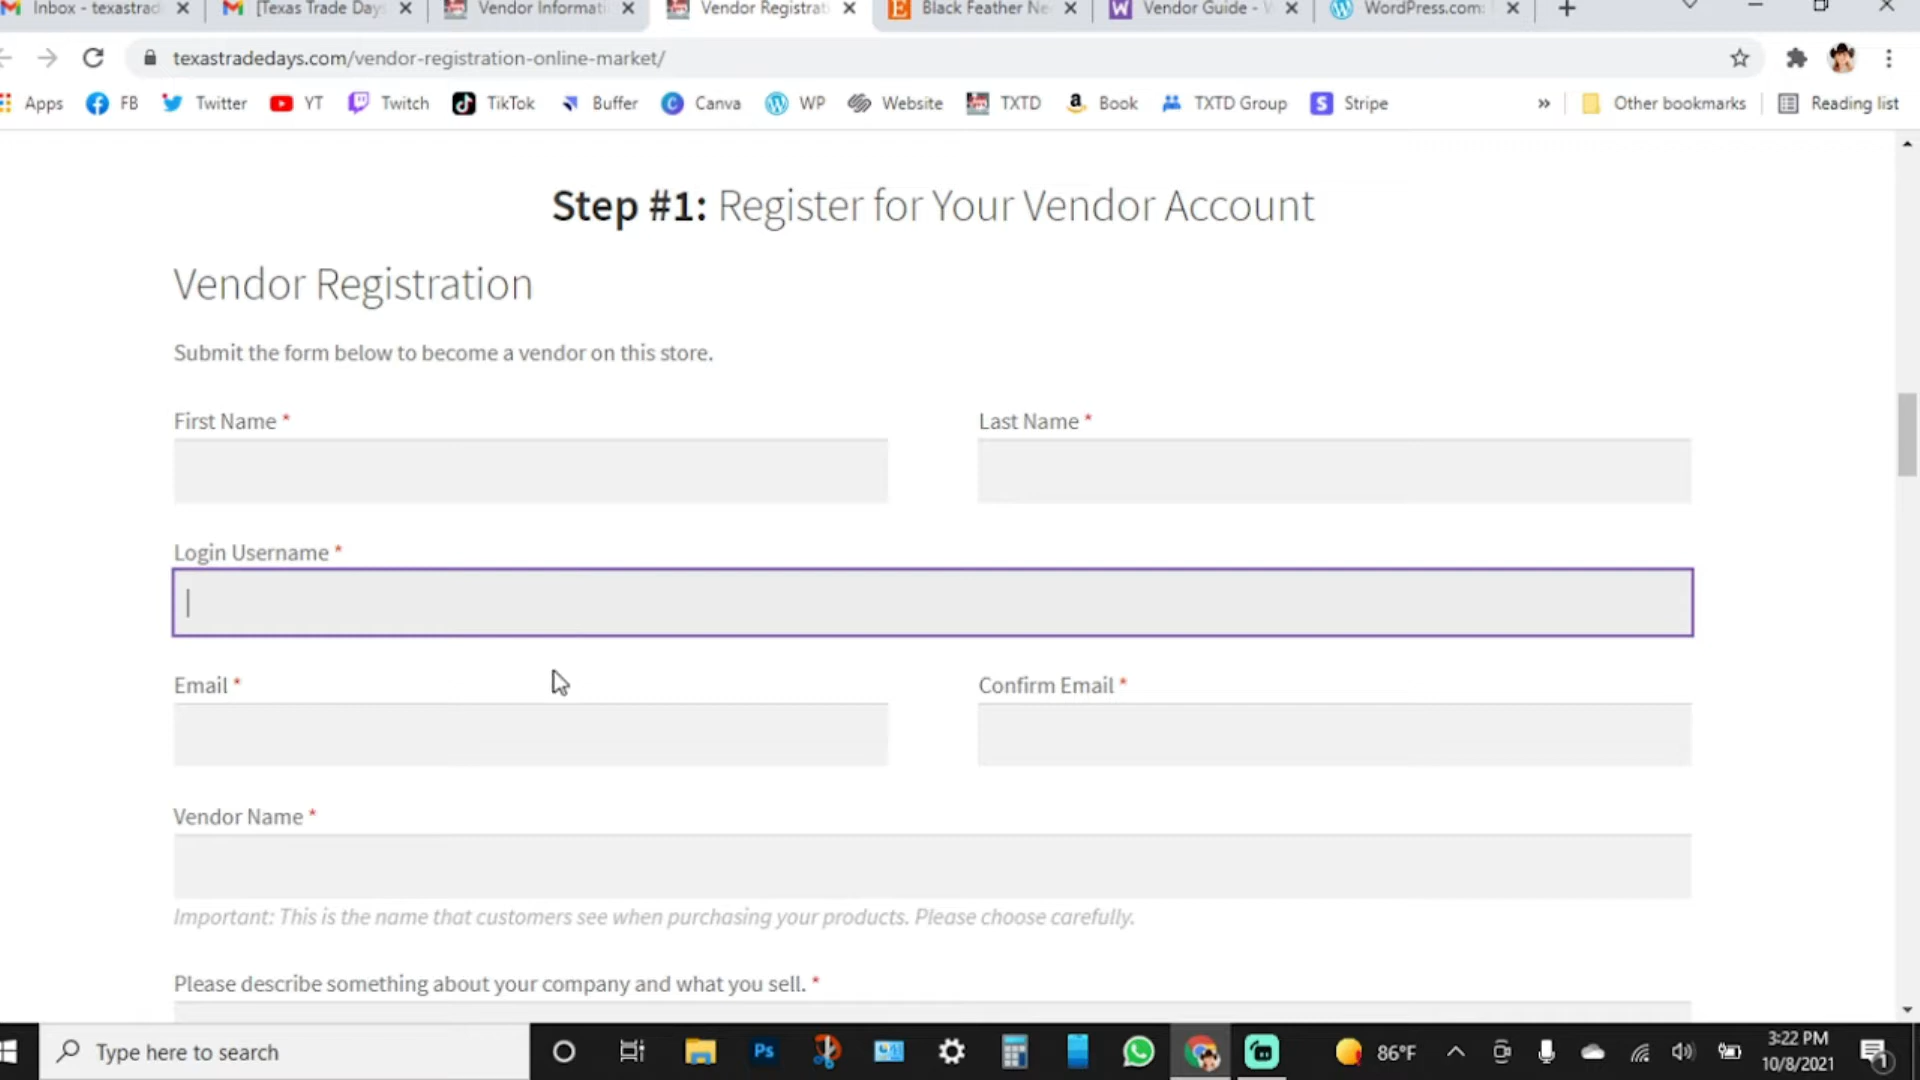 Inbox - texastrad
[Texas Trade Day
Vendor Informati
Vendor Registrati
Black Feather Ne
Vendor Guide -
WordPress.com:
texastradedays.com/vendor-registration-online-market/
Apps FB Twitter YT Twitch TikTok Buffer Canva WP Website TXTD Book TXTD Group Stripe » Other bookmarks Reading list
Step #1: Register for Your Vendor Account
Vendor Registration
Submit the form below to become a vendor on this store.
First Name * Last Name *
Login Username *
Email * Confirm Email *
Vendor Name *
Important: This is the name that customers see when purchasing your products. Please choose carefully.
Please describe something about your company and what you sell. *
Type here to search
Ps
86°F
3:22 PM
10/8/2021
1